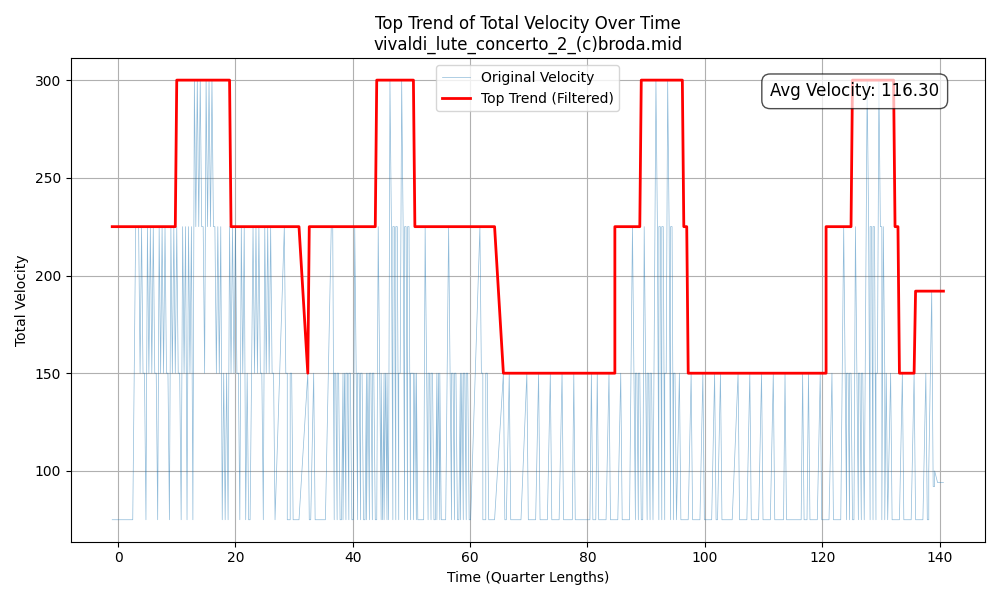 Top Trend of Total Velocity Over Time
vivaldi_lute_concerto_2_(c)broda.mid
Original Velocity
Top Trend (Filtered)
Avg Velocity: 116.30
Total Velocity
300
250
200
150
100
0 20 40 60 80 100 120 140
Time (Quarter Lengths)